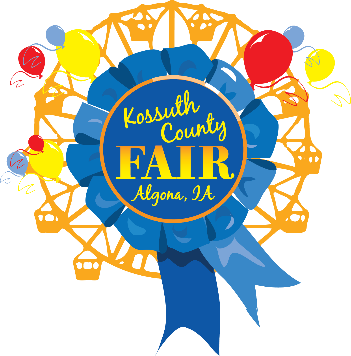 Kossuth
County
FAIR
Algona, IA